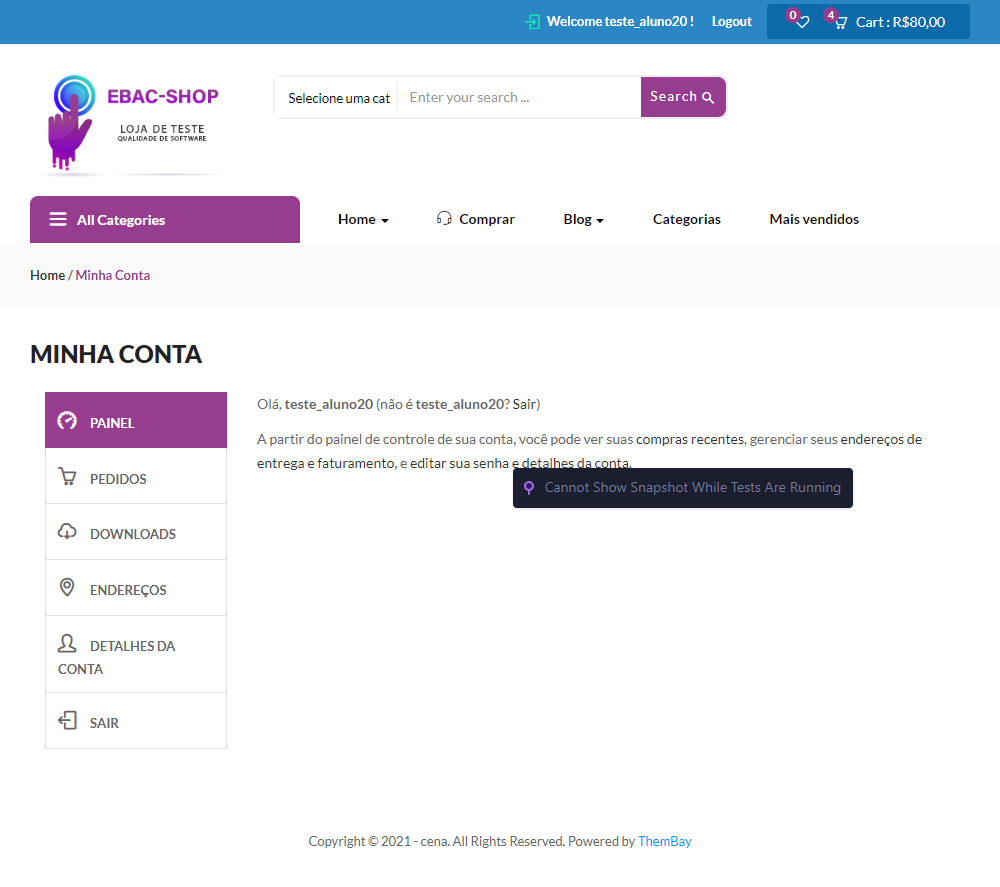 Welcome teste_aluno20 ! Logout 0 4 Cart : R$80,00
EBAC-SHOP
LOJA DE TESTE
QUALIDADE DE SOFTWARE
Selecione uma cat Enter your search ... Search
All Categories Home Comprar Blog Categorias Mais vendidos
Home / Minha Conta
MINHA CONTA
PAINEL
PEDIDOS
DOWNLOADS
ENDEREÇOS
DETALHES DA
CONTA
SAIR
Olá, teste_aluno20 (não é teste_aluno20? Sair)
A partir do painel de controle de sua conta, você pode ver suas compras recentes, gerenciar seus endereços de
entrega e faturamento, e editar sua senha e detalhes da conta.
Cannot Show Snapshot While Tests Are Running
Copyright © 2021 - cena. All Rights Reserved. Powered by ThemBay